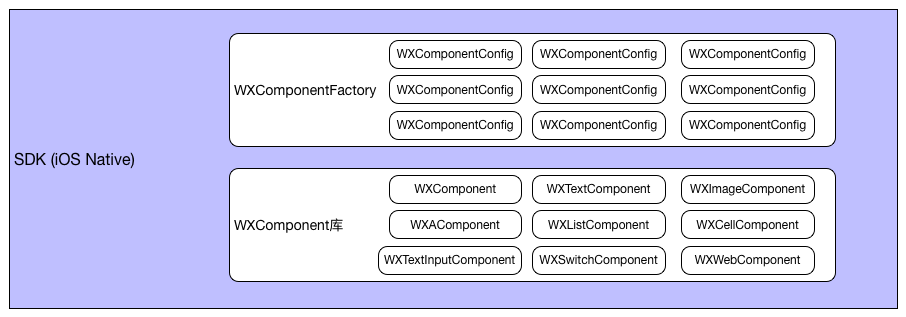 WXComponentConfig WXComponentConfig WXComponentConfig
WXComponentFactory WXComponentConfig WXComponentConfig WXComponentConfig
WXComponentConfig WXComponentConfig WXComponentConfig
SDK (iOS Native)
WXComponent WXTextComponent WXImageComponent
WXComponent库 WXAComponent WXListComponent WXCellComponent
WXTextInputComponent WXSwitchComponent WXWebComponent